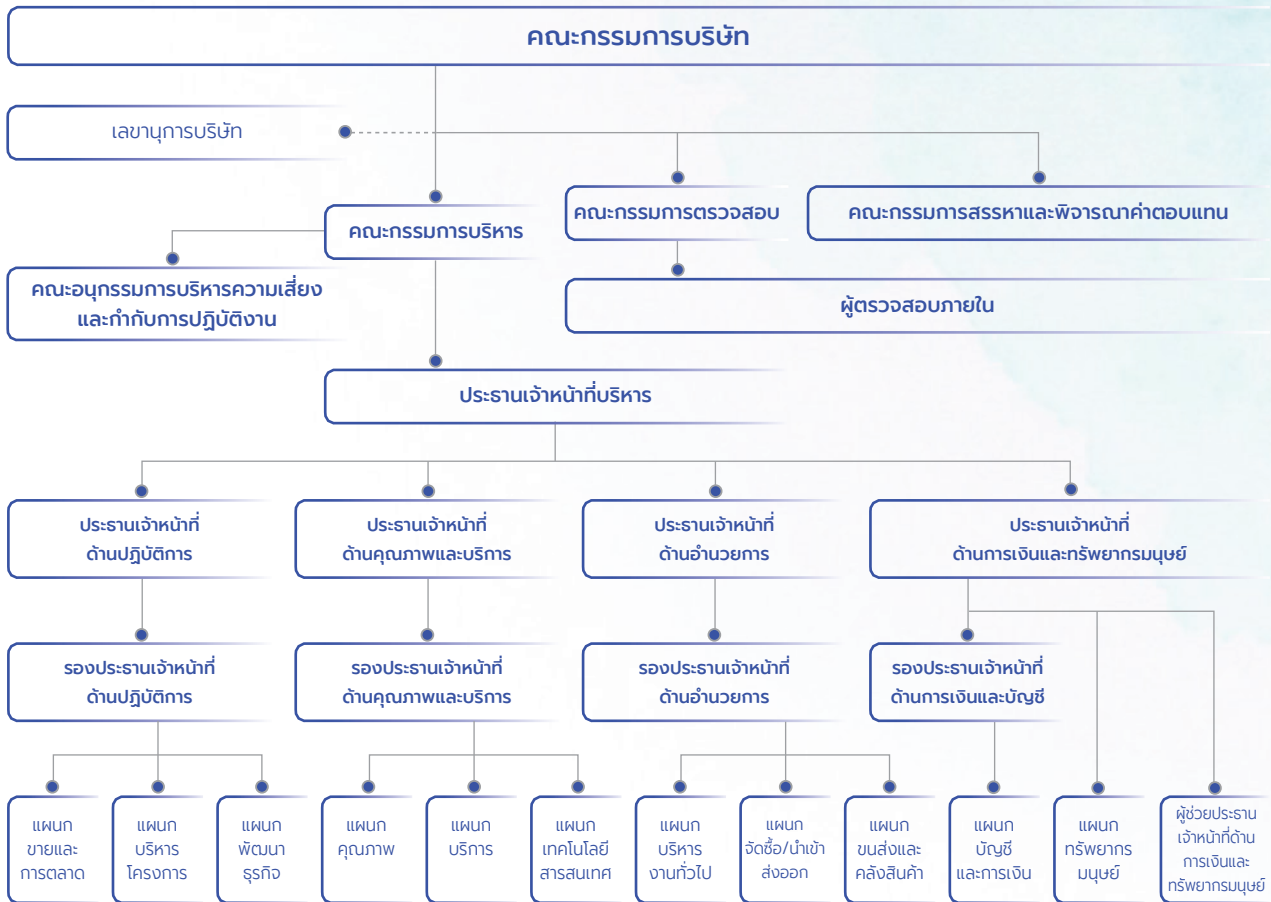 คณะกรรมการบริษัท
เลขานุการบริษัท
คณะกรรมการบริหาร
คณะกรรมการตรวจสอบ
คณะกรรมการสรรหาและพิจารณาค่าตอบแทน
คณะอนุกรรมการบริหารความเสี่ยง
และกำกับการปฏิบัติงาน
ผู้ตรวจสอบภายใน
ประธานเจ้าหน้าที่บริหาร
ประธานเจ้าหน้าที่
ด้านปฏิบัติการ
ประธานเจ้าหน้าที่
ด้านคุณภาพและบริการ
ประธานเจ้าหน้าที่
ด้านอำนวยการ
ประธานเจ้าหน้าที่
ด้านการเงินและทรัพยากรมนุษย์
รองประธานเจ้าหน้าที่
ด้านปฏิบัติการ
รองประธานเจ้าหน้าที่
ด้านคุณภาพและบริการ
รองประธานเจ้าหน้าที่
ด้านอำนวยการ
รองประธานเจ้าหน้าที่
ด้านการเงินและบัญชี
แผนก
ขายและ
การตลาด
แผนก
บริหาร
โครงการ
แผนก
พัฒนา
ธุรกิจ
แผนก
คุณภาพ
แผนก
บริการ
แผนก
เทคโนโลยี
สารสนเทศ
แผนก
บริหาร
งานทั่วไป
แผนก
จัดซื้อ/นำเข้า
ส่งออก
แผนก
ขนส่งและ
คลังสินค้า
แผนก
บัญชี
และการเงิน
แผนก
ทรัพยากร
มนุษย์
ผู้ช่วยประธาน
เจ้าหน้าที่ด้าน
การเงินและ
ทรัพยากรมนุษย์